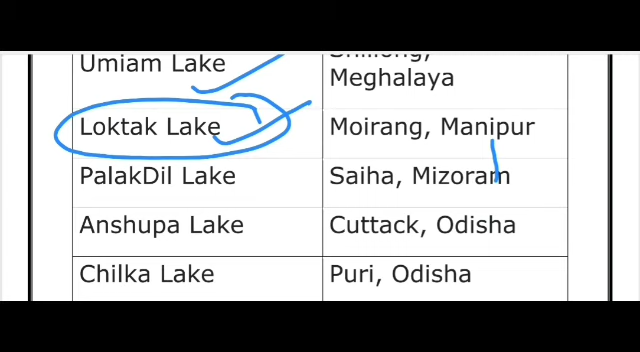 Umiam Lake Shillong,
Meghalaya
Loktak Lake Moirang, Manipur
PalakDil Lake Saiha, Mizoram
Anshupa Lake Cuttack, Odisha
Chilka Lake Puri, Odisha